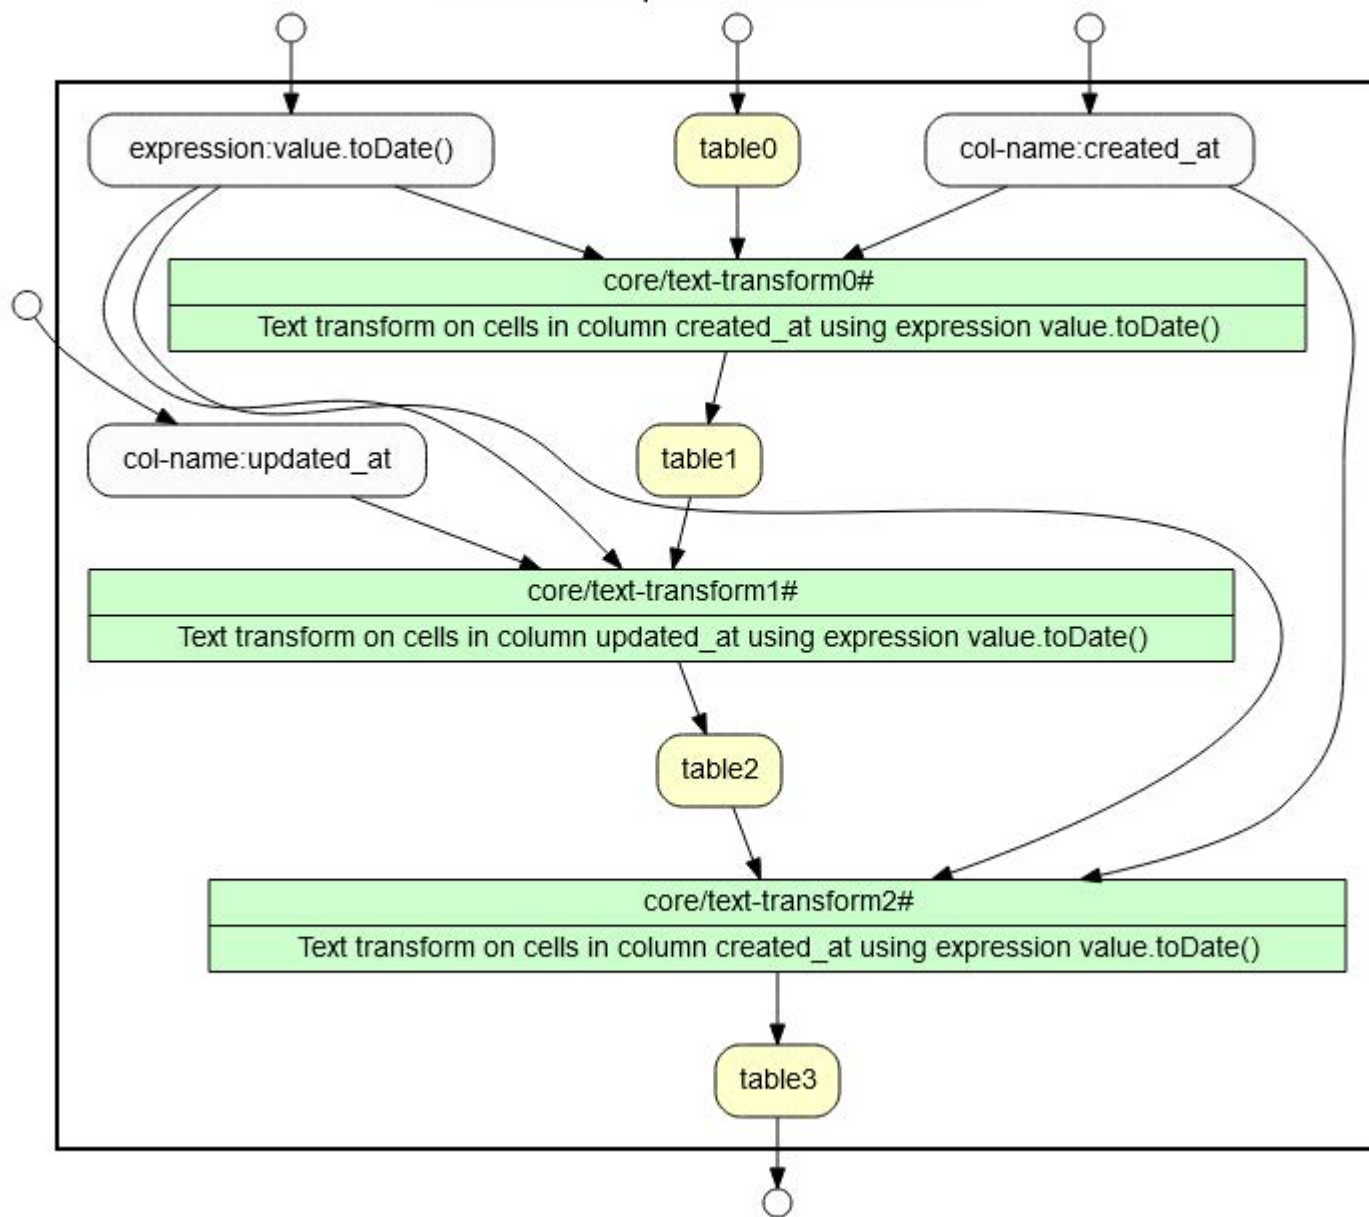 expression:value.toDate()
table0
col-name:created_at
core/text-transform0#
Text transform on cells in column created_at using expression value.toDate()
col-name:updated_at
table1
core/text-transform1#
Text transform on cells in column updated_at using expression value.toDate()
table2
core/text-transform2#
Text transform on cells in column created_at using expression value.toDate()
table3